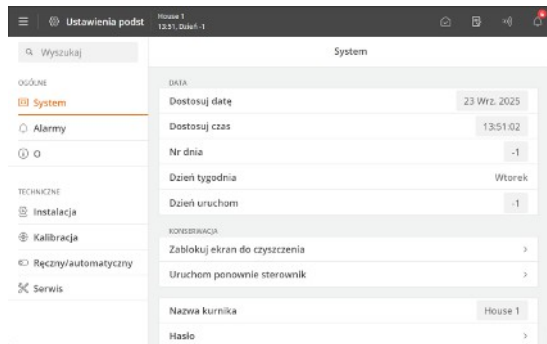 Ustawienia podst
House 1
13:51, Dzień -1
Wyszukaj
OGÓLNE
System
Alarmy
O
TECHNICZNE
Instalacja
Kalibracja
Ręczny/automatyczny
Serwis
System
DATA
Dostosuj datę 23 Wrz. 2025
Dostosuj czas 13:51:02
Nr dnia -1
Dzień tygodnia Wtorek
Dzień uruchom -1
KONSERWACJA
Zablokuj ekran do czyszczenia
Uruchom ponownie sterownik
Nazwa kurnika House 1
Hasło